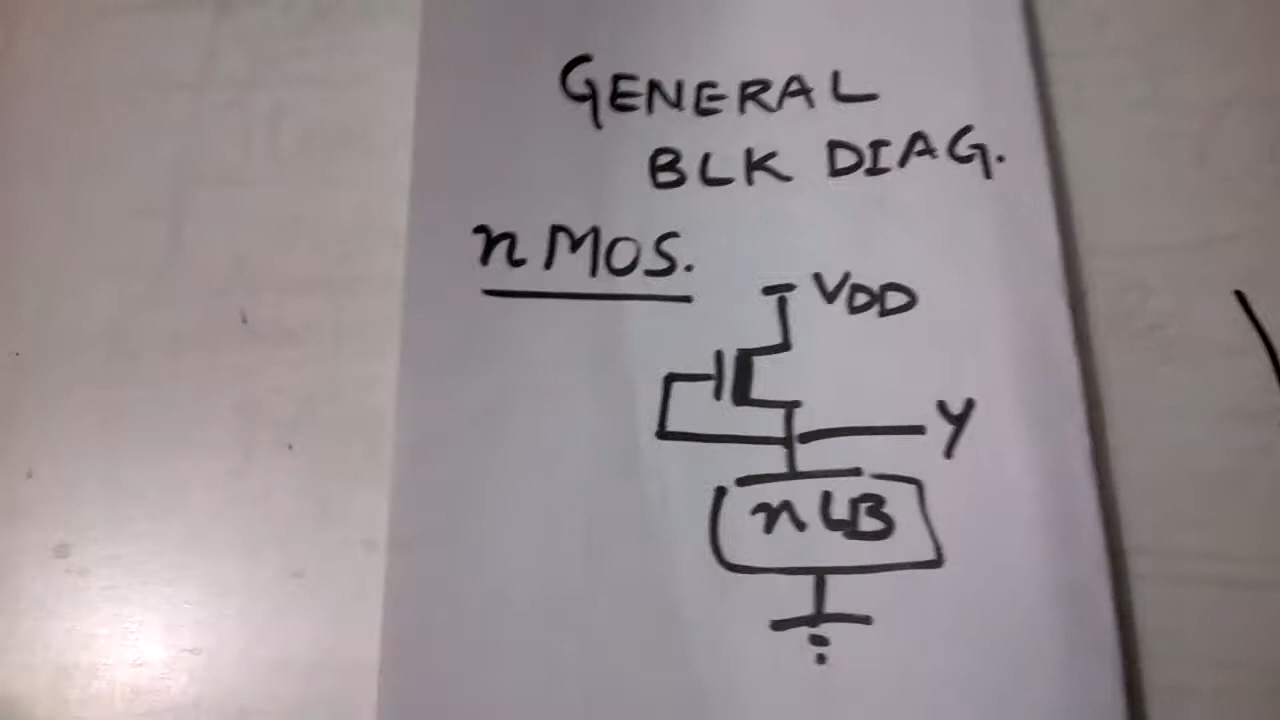 GENERAL
BLK DIAG.
nMOS.
VDD
Y
nLB